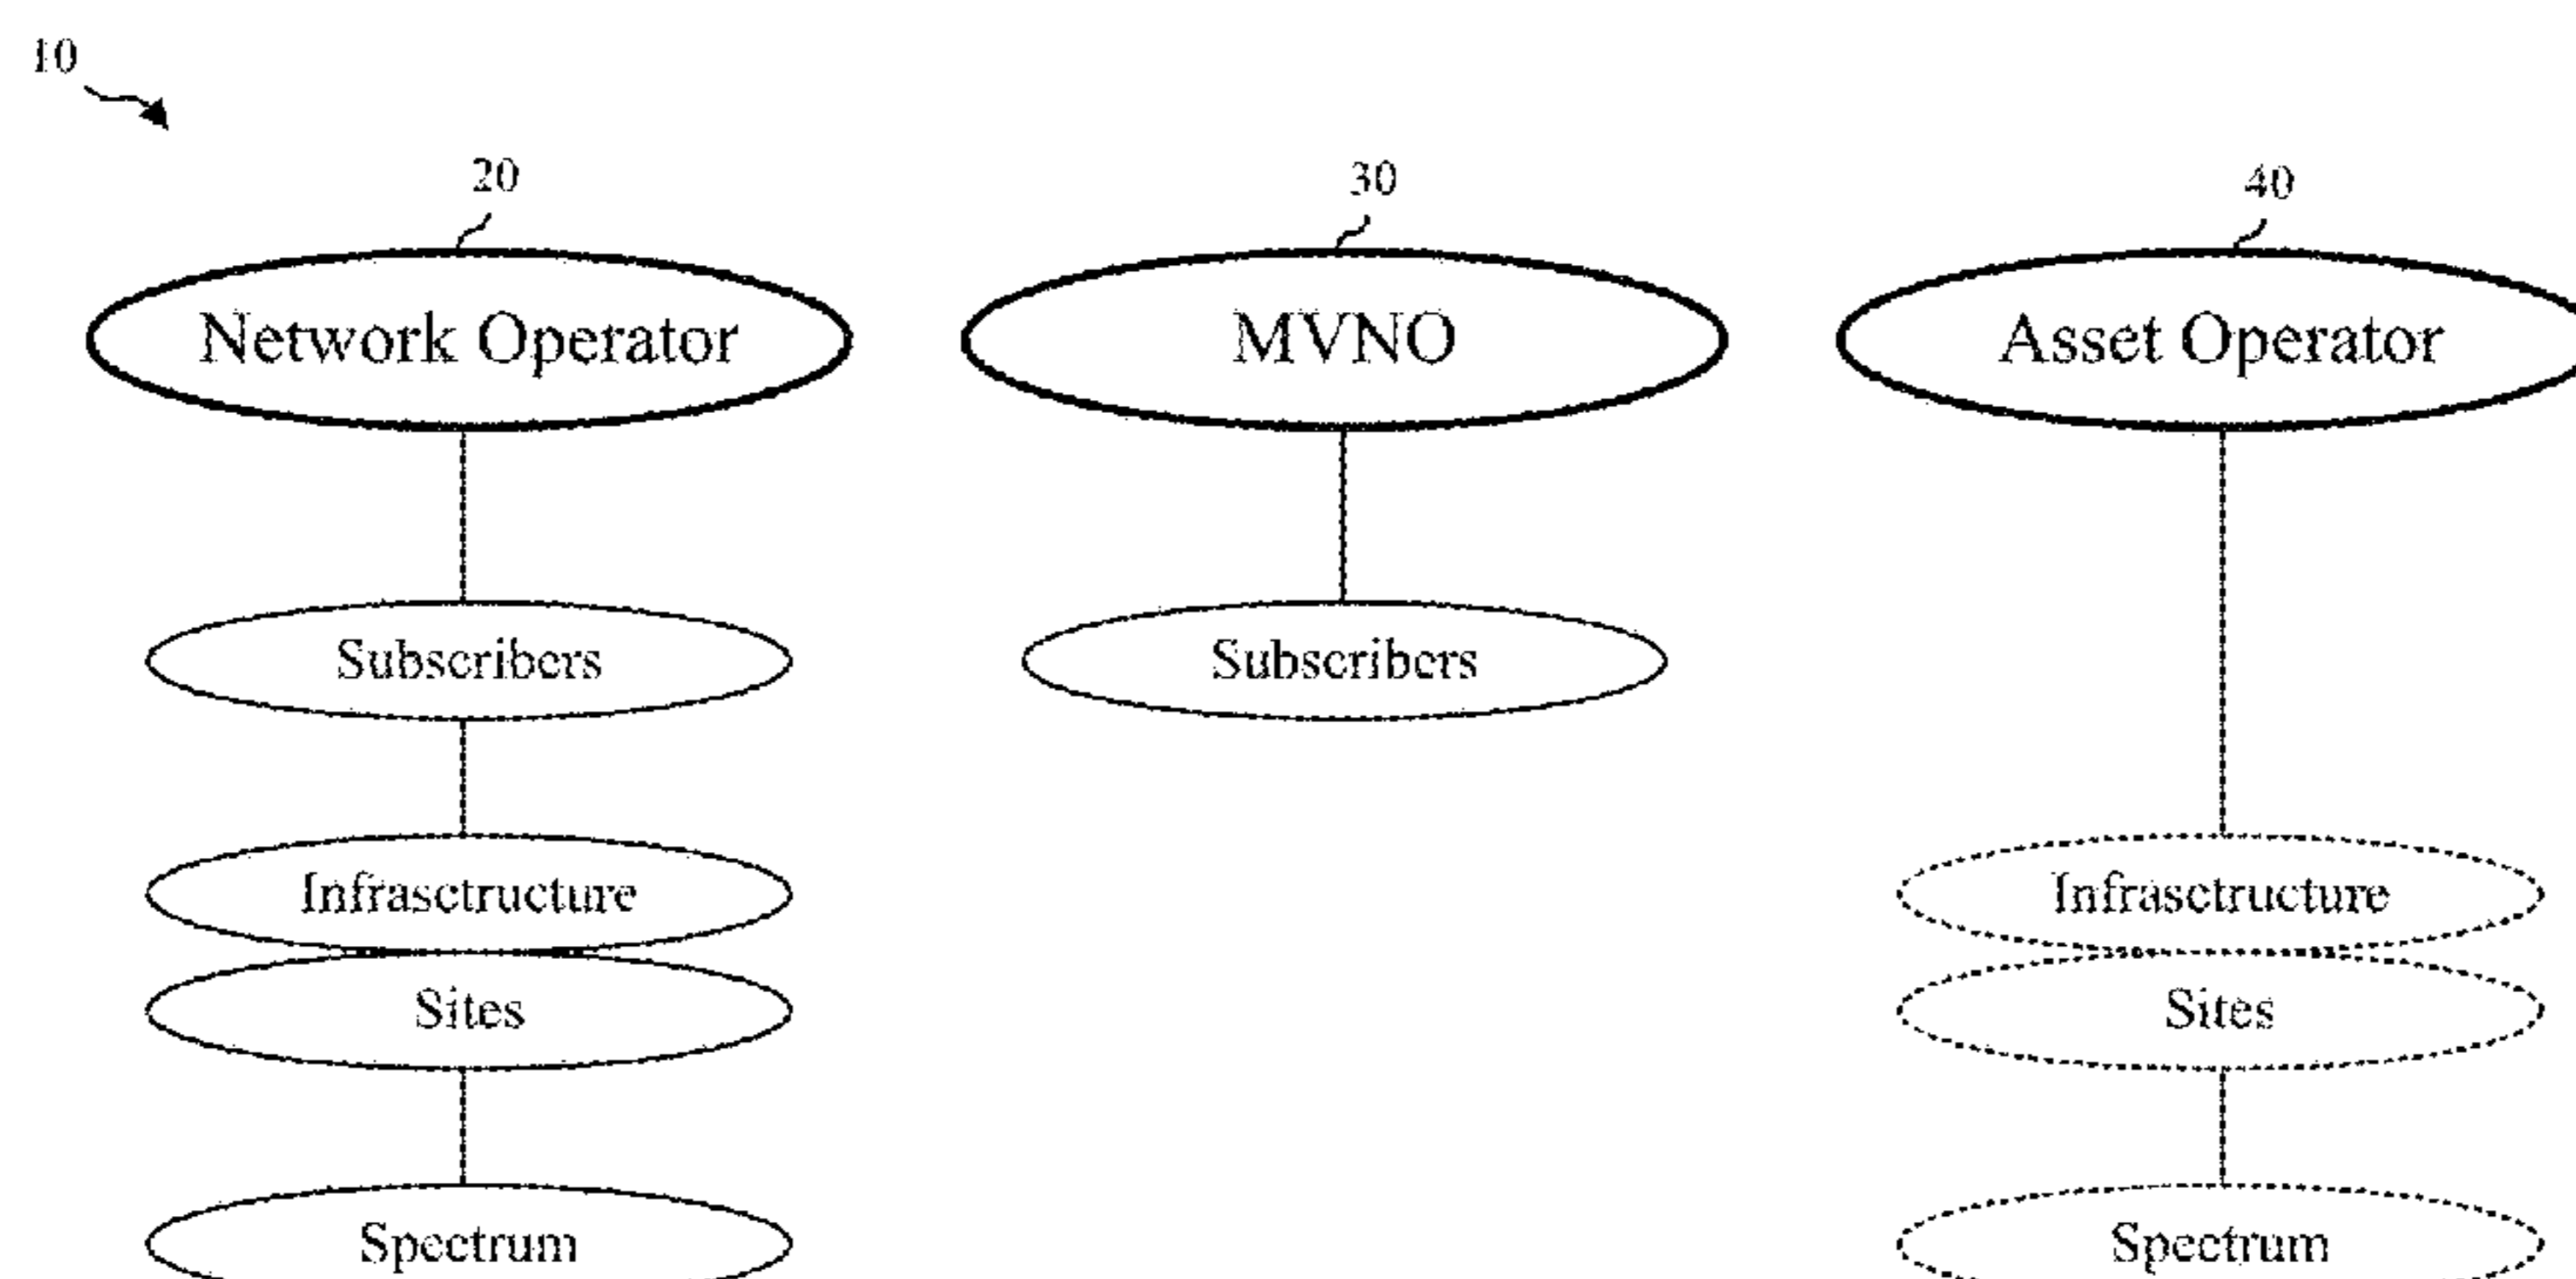 10
20 30 40
Network Operator MVNO Asset Operator
Subscribers Subscribers
Infrasctructure Infrasctructure
Sites Sites
Spectrum Spectrum